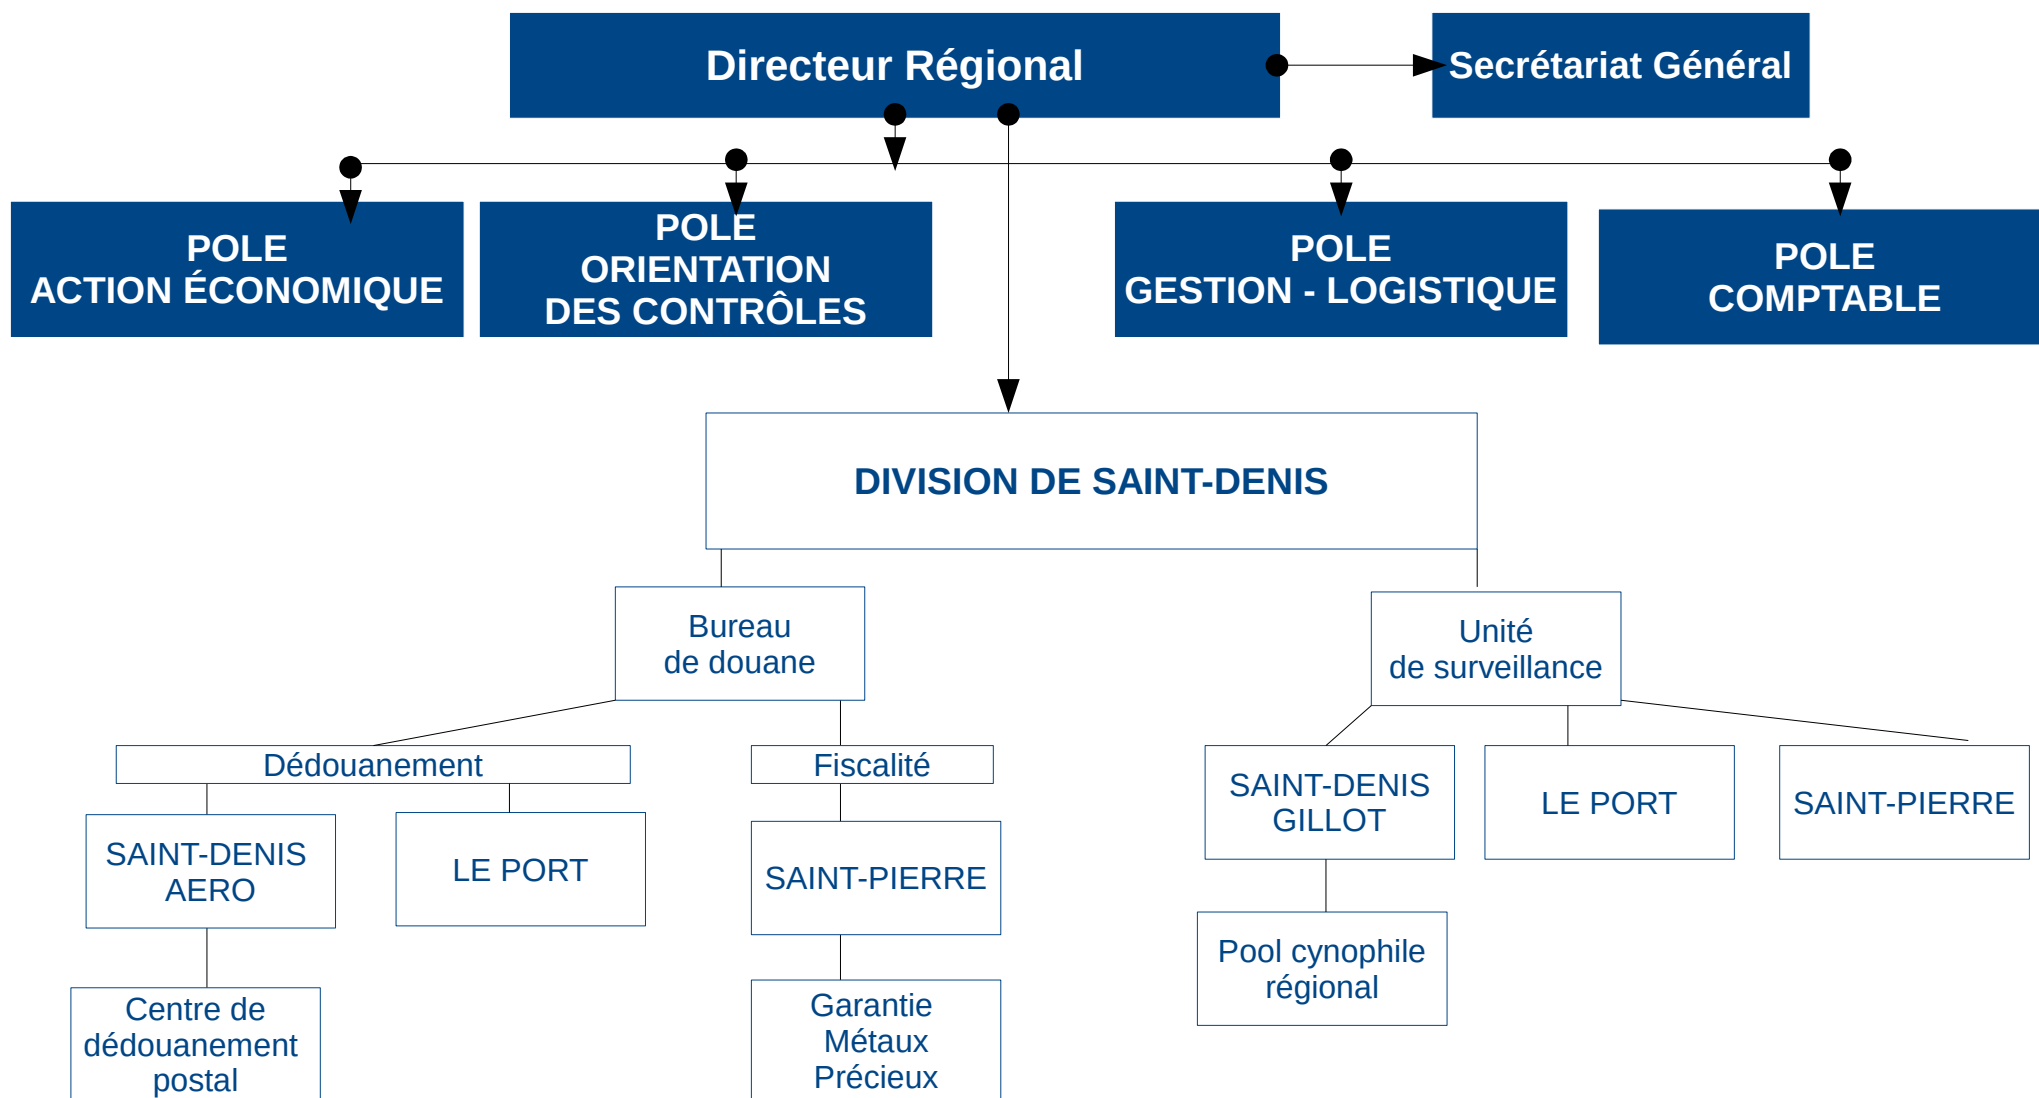 Directeur Régional
Secrétariat Général
POLE
ACTION ÉCONOMIQUE
POLE
ORIENTATION
DES CONTRÔLES
POLE
GESTION - LOGISTIQUE
POLE
COMPTABLE
DIVISION DE SAINT-DENIS
Bureau
de douane
Unité
de surveillance
Dédouanement
Fiscalité
SAINT-DENIS
AERO
LE PORT
SAINT-PIERRE
SAINT-DENIS
GILLOT
LE PORT
SAINT-PIERRE
Centre de
dédouanement
postal
Garantie
Métaux
Précieux
Pool cynophile
régional